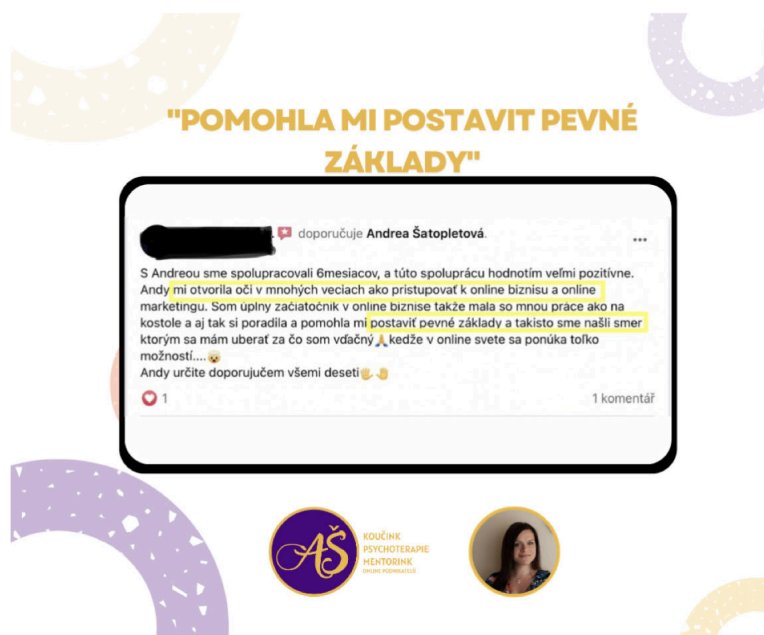 "POMOHLA MI POSTAVIT PEVNÉ
ZÁKLADY"
doporučuje Andrea Šatopletová.
S Andreou sme spolupracovali 6mesiacov, a túto spoluprácu hodnotím veľmi pozitívne.
Andy mi otvorila oči v mnohých veciach ako pristupovať k online biznisu a online
marketingu. Som úplny začiatočník v online biznise takže mala so mnou práce ako na
kostole a aj tak si poradila a pomohla mi postaviť pevné základy a takisto sme našli smer
ktorým sa mám uberať za čo som vďačný🙏 kedže v online svete sa ponúka toľko
možností....😵
Andy určite doporujučem všemi deseti🖐️🤚
1
1 komentář
AŠ
KOUČINK
PSYCHOTERAPIE
MENTORINK
ONLINE PODNIKATELŮ